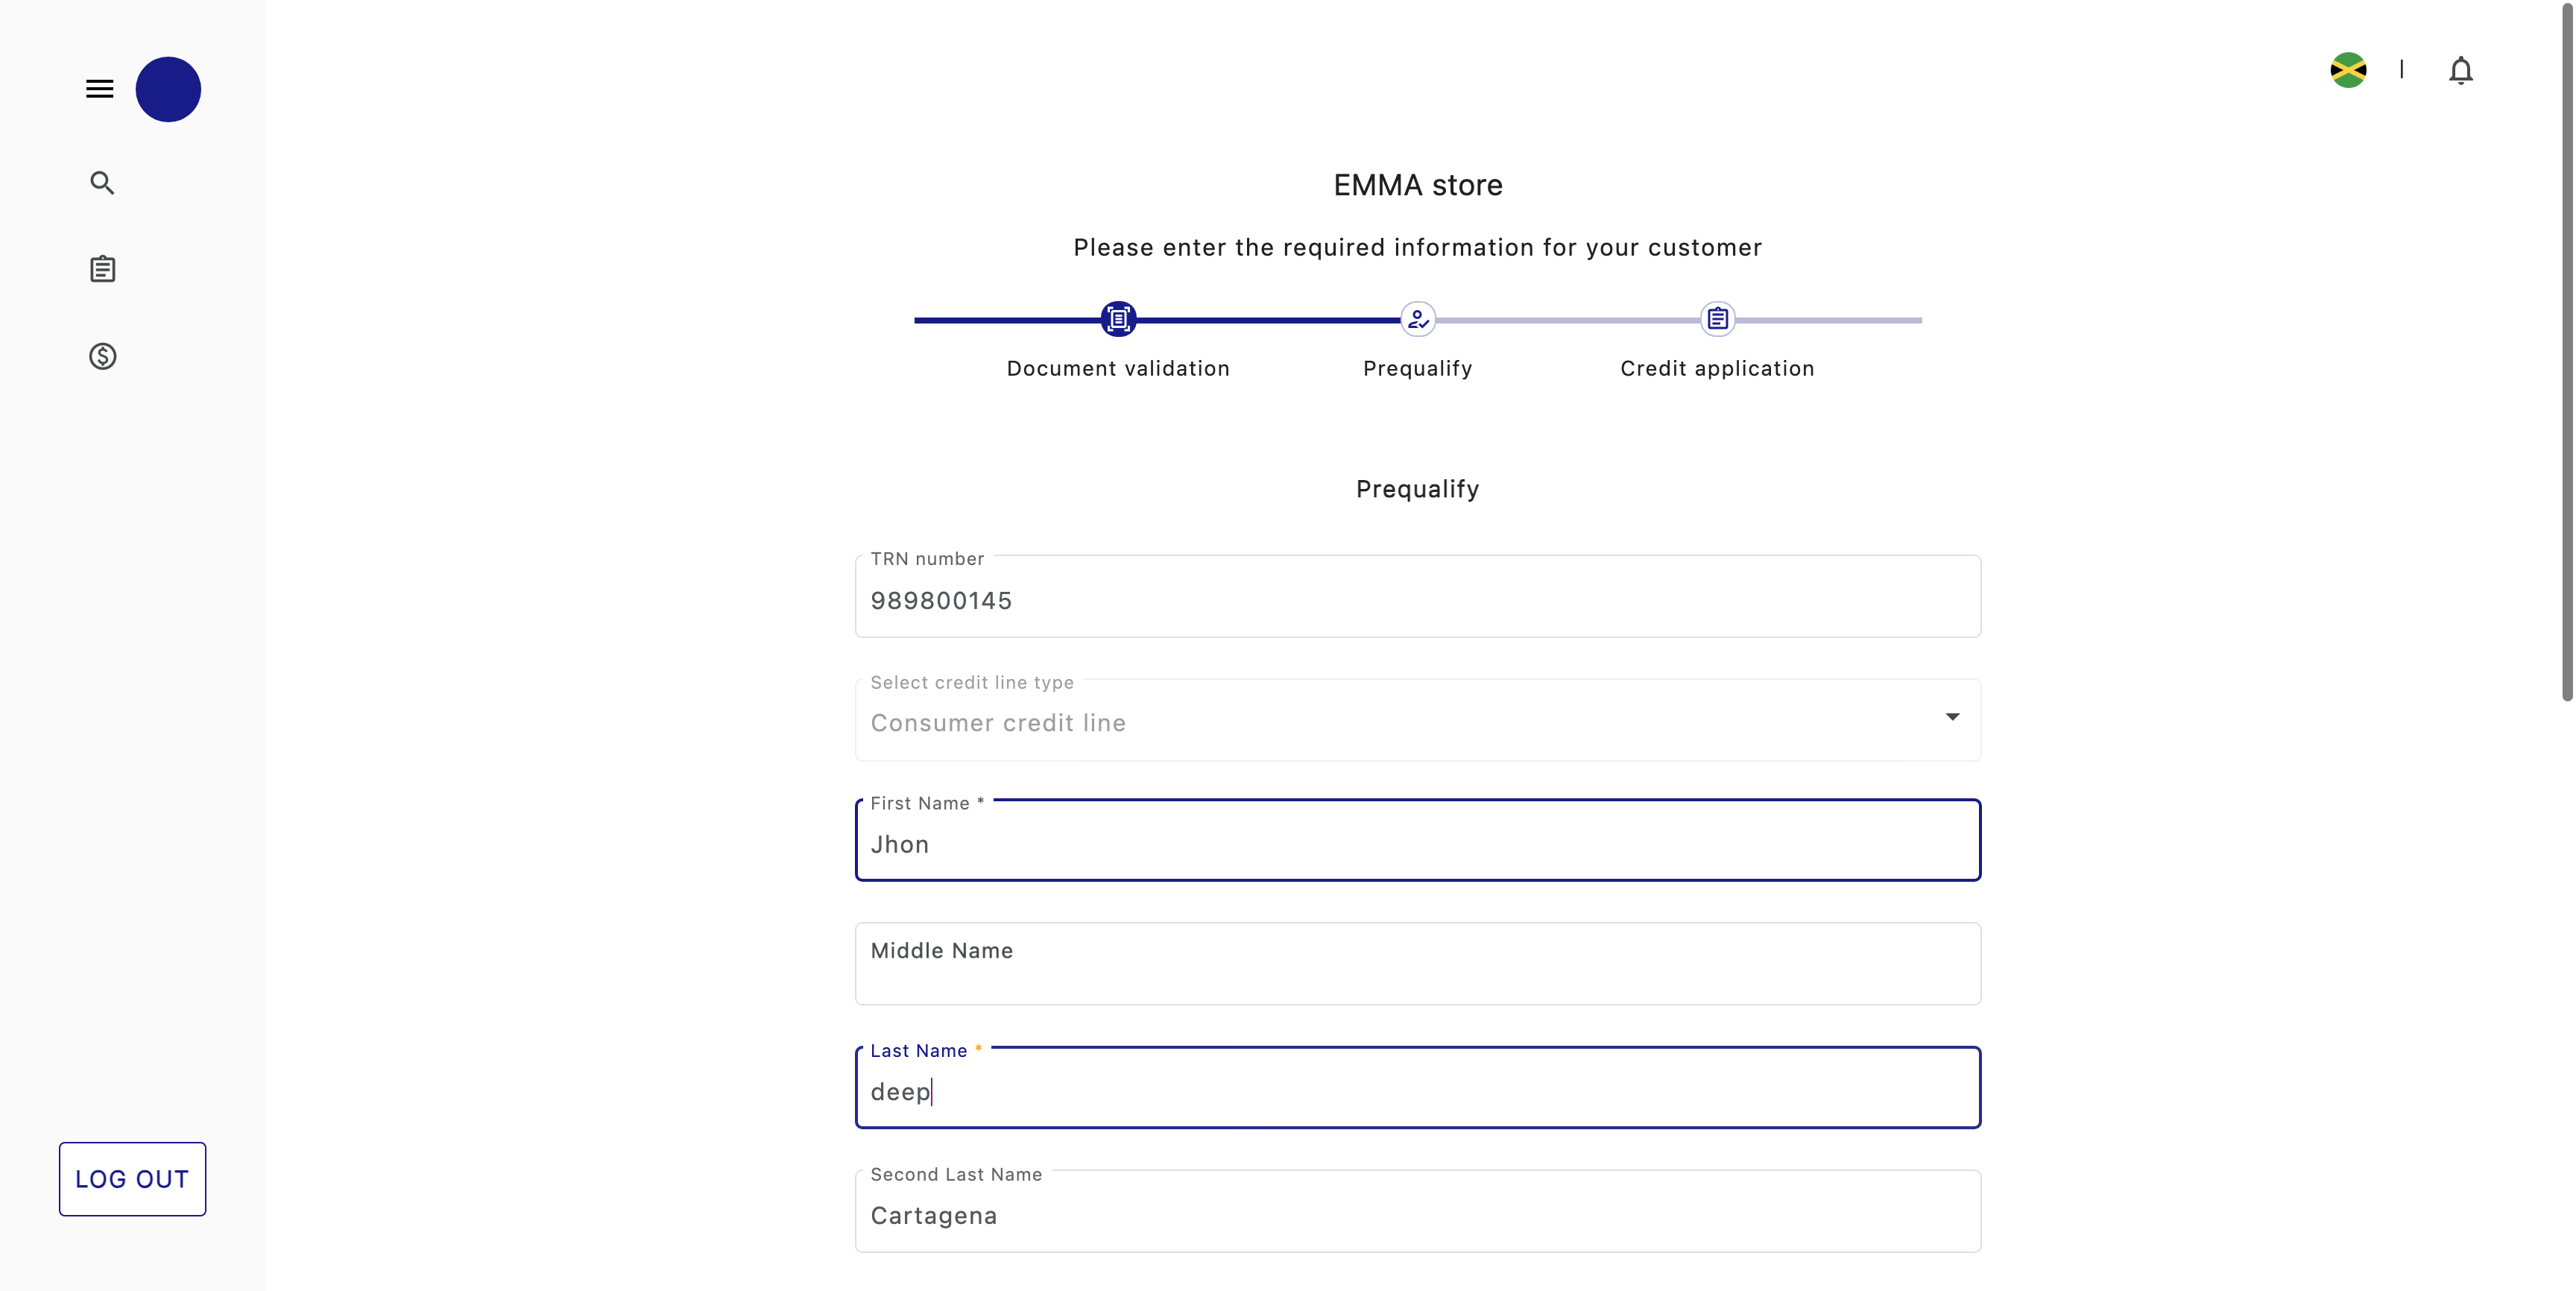 EMMA store
Please enter the required information for your customer
Document validation
Prequalify
Credit application
Prequalify
TRN number
989800145
Select credit line type
Consumer credit line
First Name *
Jhon
Middle Name
Last Name *
deep
LOG OUT
Second Last Name
Cartagena